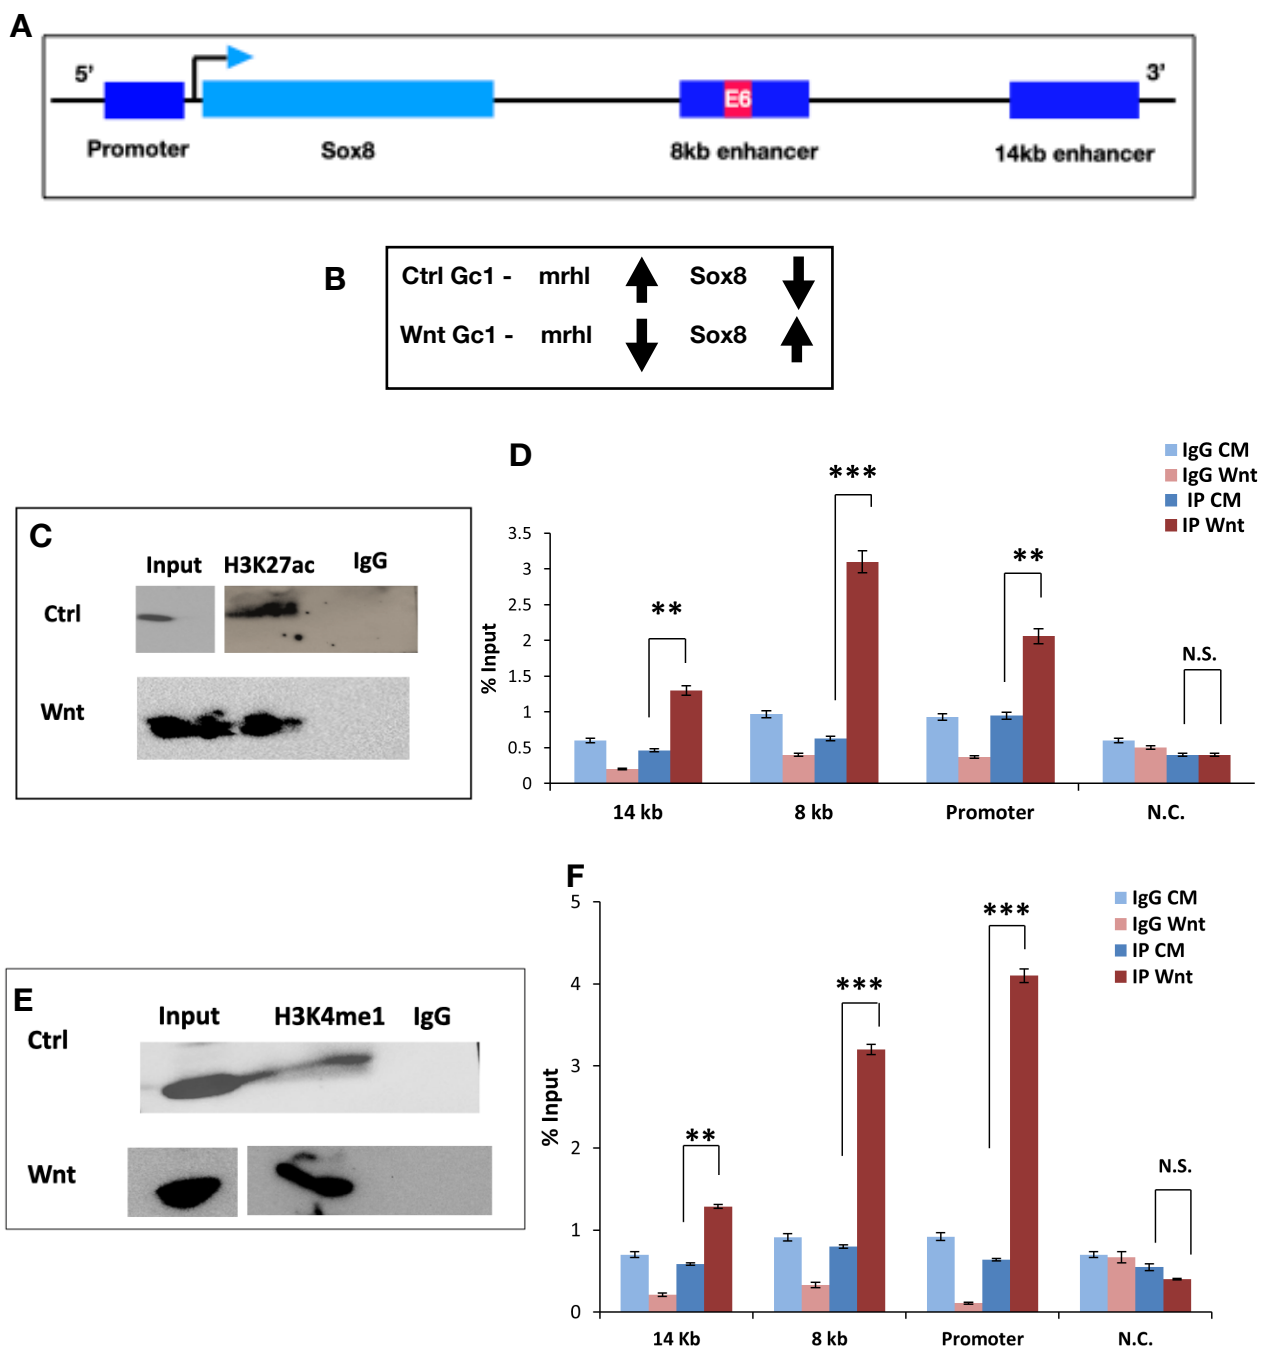 A
5’
3’
E6
Promoter
Sox8
8kb enhancer
14kb enhancer
B
Ctrl Gc1 - mrhl Sox8
Wnt Gc1 - mrhl Sox8
C
Input H3K27ac IgG
Ctrl
Wnt
D
IgG CM
IgG Wnt
IP CM
IP Wnt
% Input
3.5
3
2.5
2
1.5
1
0.5
0
**
***
**
N.S.
14 kb
8 kb
Promoter
N.C.
E
Input H3K4me1 IgG
Ctrl
Wnt
F
IgG CM
IgG Wnt
IP CM
IP Wnt
% Input
5
4
3
2
1
0
**
***
***
N.S.
14 Kb
8 kb
Promoter
N.C.